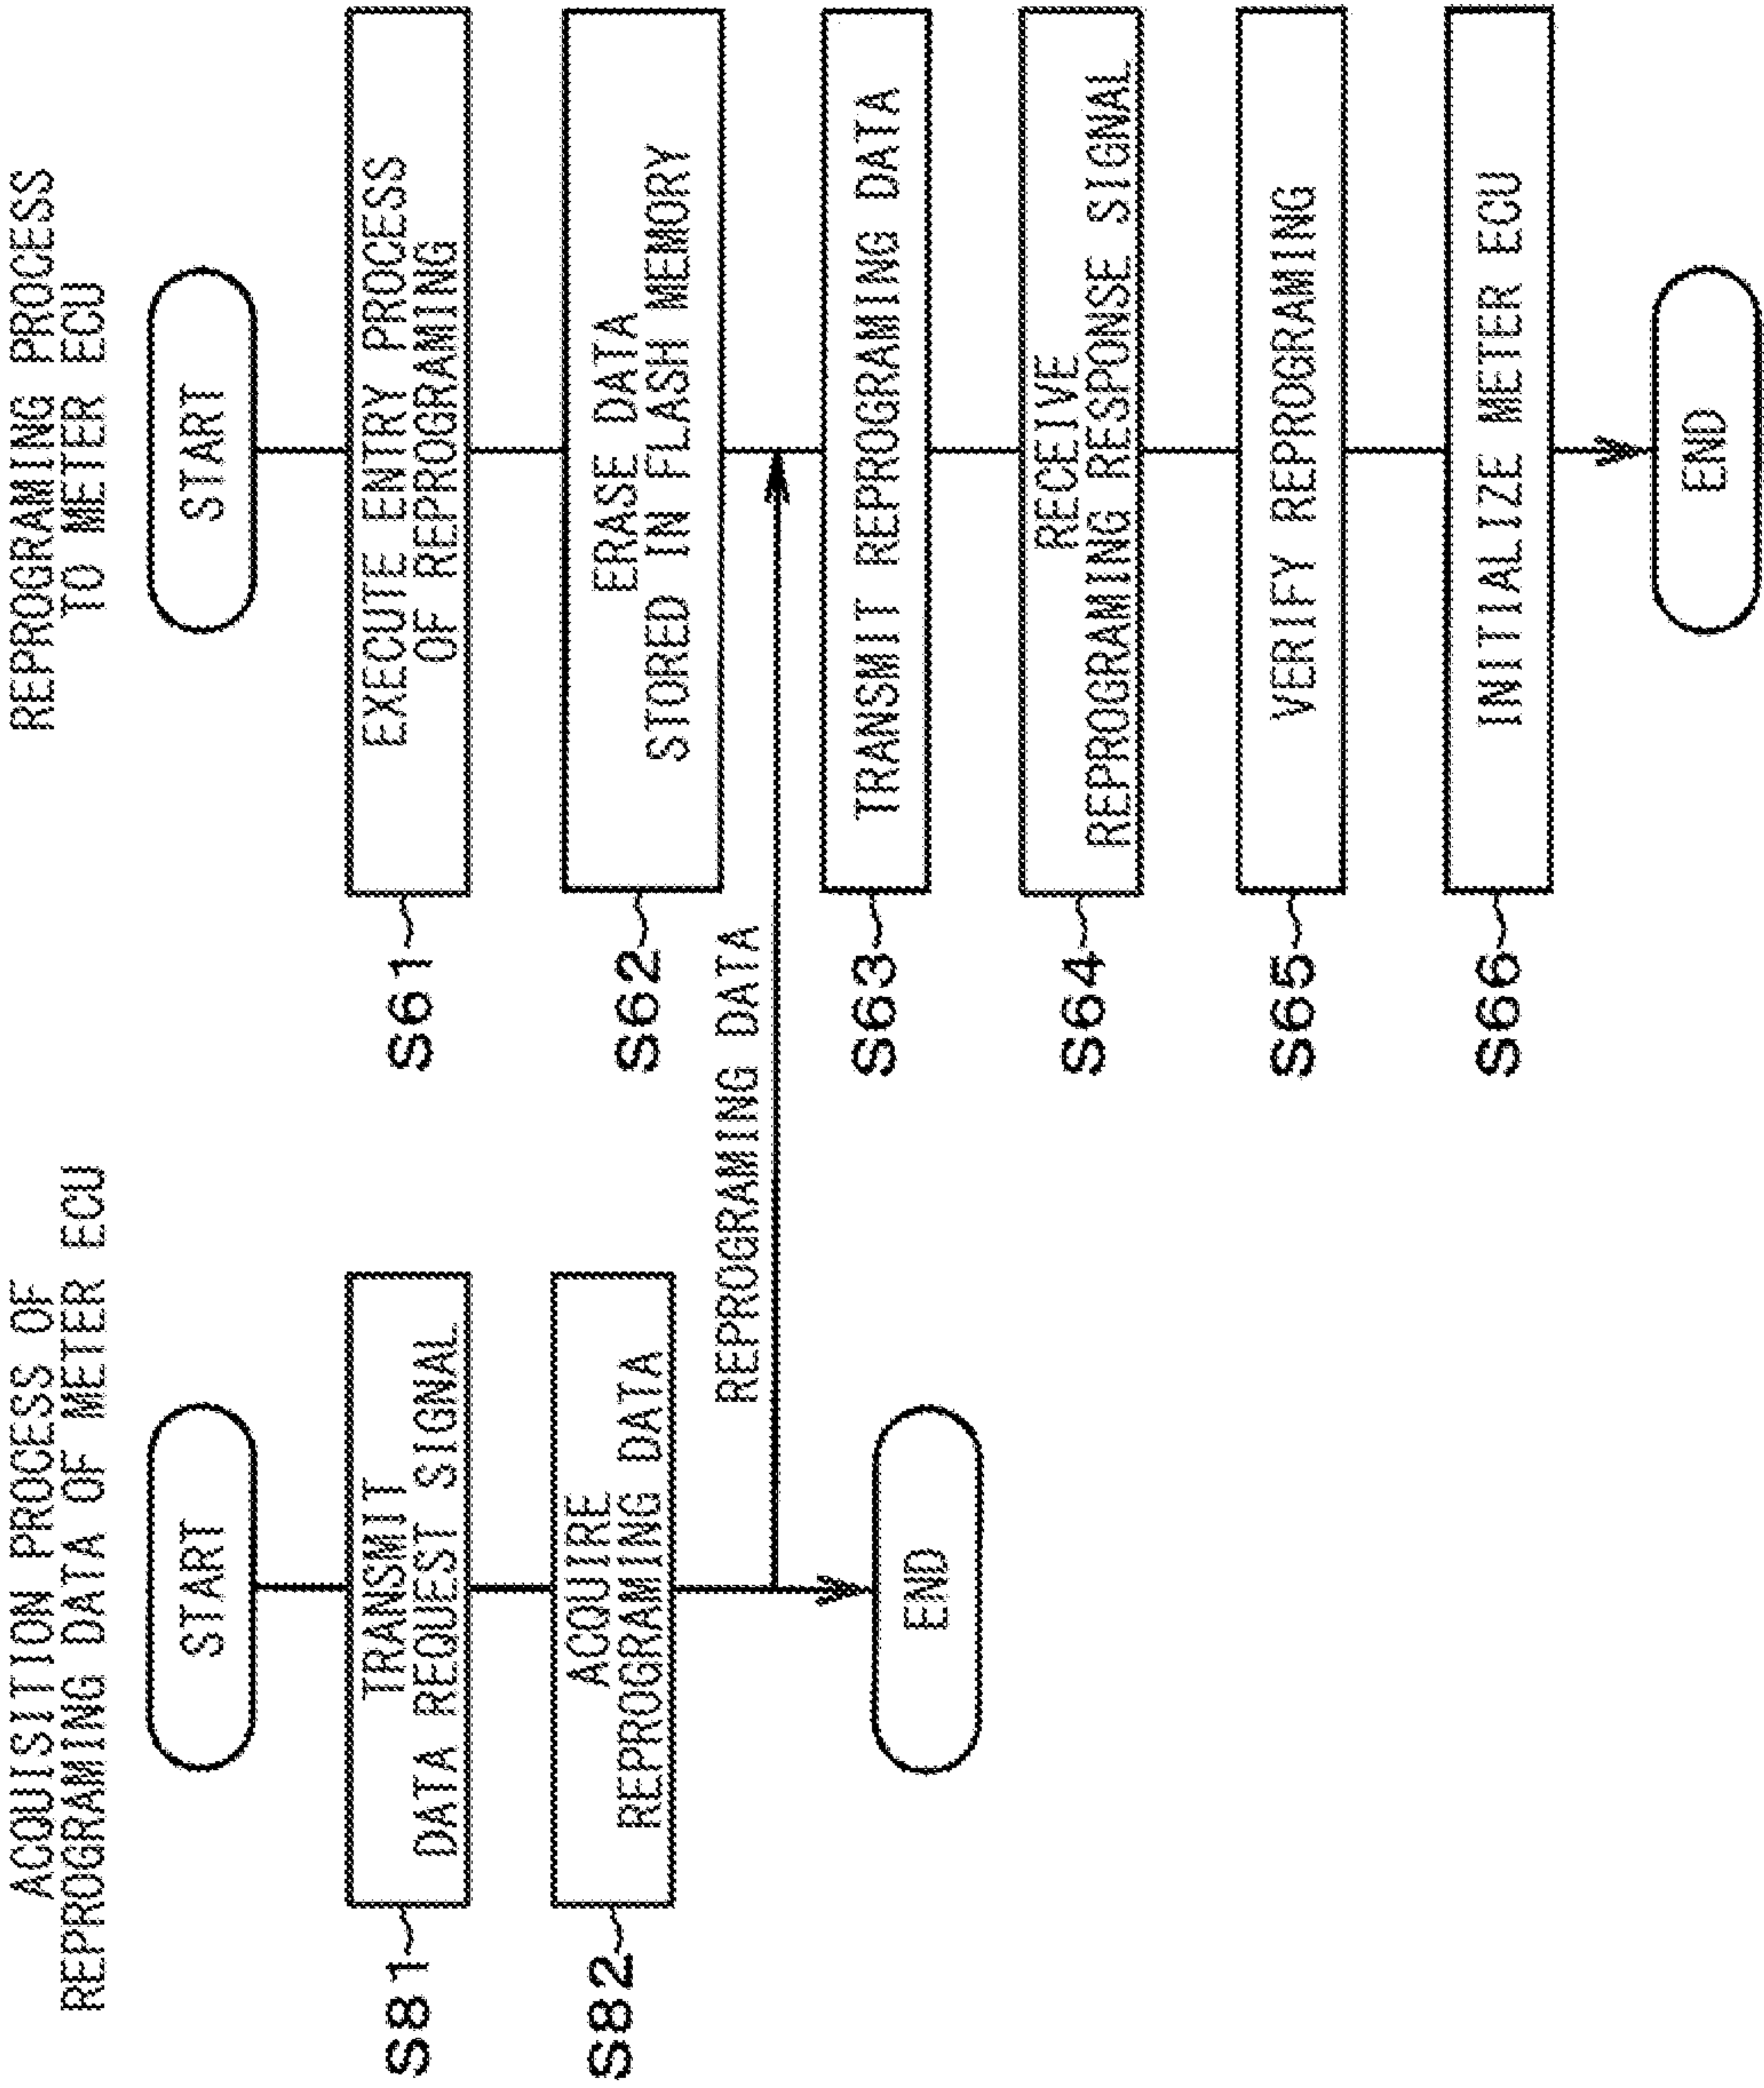 ACQUISITION PROCESS OF
REPROGRAMING DATA OF METER ECU
START
S81
TRANSMIT
DATA REQUEST SIGNAL
S82
ACQUIRE
REPROGRAMING DATA
REPROGRAMING DATA
END
REPROGRAMING PROCESS
TO METER ECU
START
S61
EXECUTE ENTRY PROCESS
OF REPROGRAMING
S62
ERASE DATA
STORED IN FLASH MEMORY
S63
TRANSMIT REPROGRAMING DATA
S64
RECEIVE
REPROGRAMING RESPONSE SIGNAL
S65
VERIFY REPROGRAMING
S66
INITIALIZE METER ECU
END